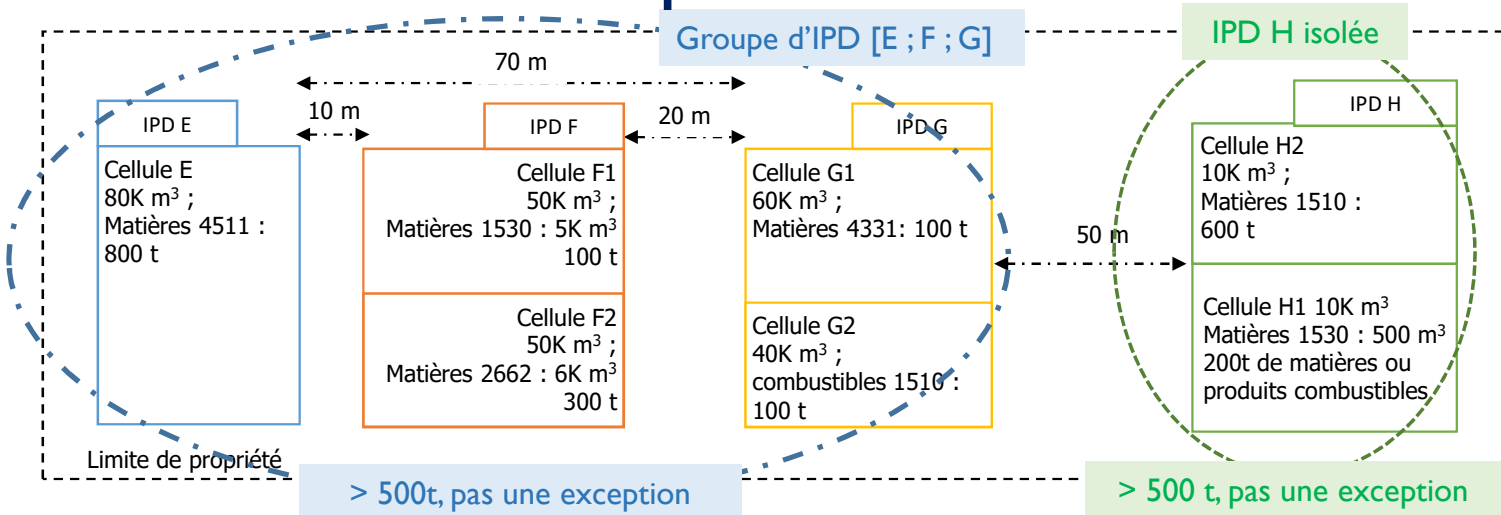 Groupe d'IPD [E ; F ; G]
IPD H isolée
70 m
10 m
20 m
50 m
IPD E
Cellule E
80K m³ ;
Matières 4511 :
800 t
IPD F
Cellule F1
50K m³ ;
Matières 1530 : 5K m³
100 t
Cellule F2
50K m³ ;
Matières 2662 : 6K m³
300 t
IPD G
Cellule G1
60K m³ ;
Matières 4331: 100 t
Cellule G2
40K m³ ;
combustibles 1510 :
100 t
IPD H
Cellule H2
10K m³ ;
Matières 1510 :
600 t
Cellule H1 10K m³
Matières 1530 : 500 m³
200t de matières ou
produits combustibles
Limite de propriété
> 500t, pas une exception
> 500 t, pas une exception